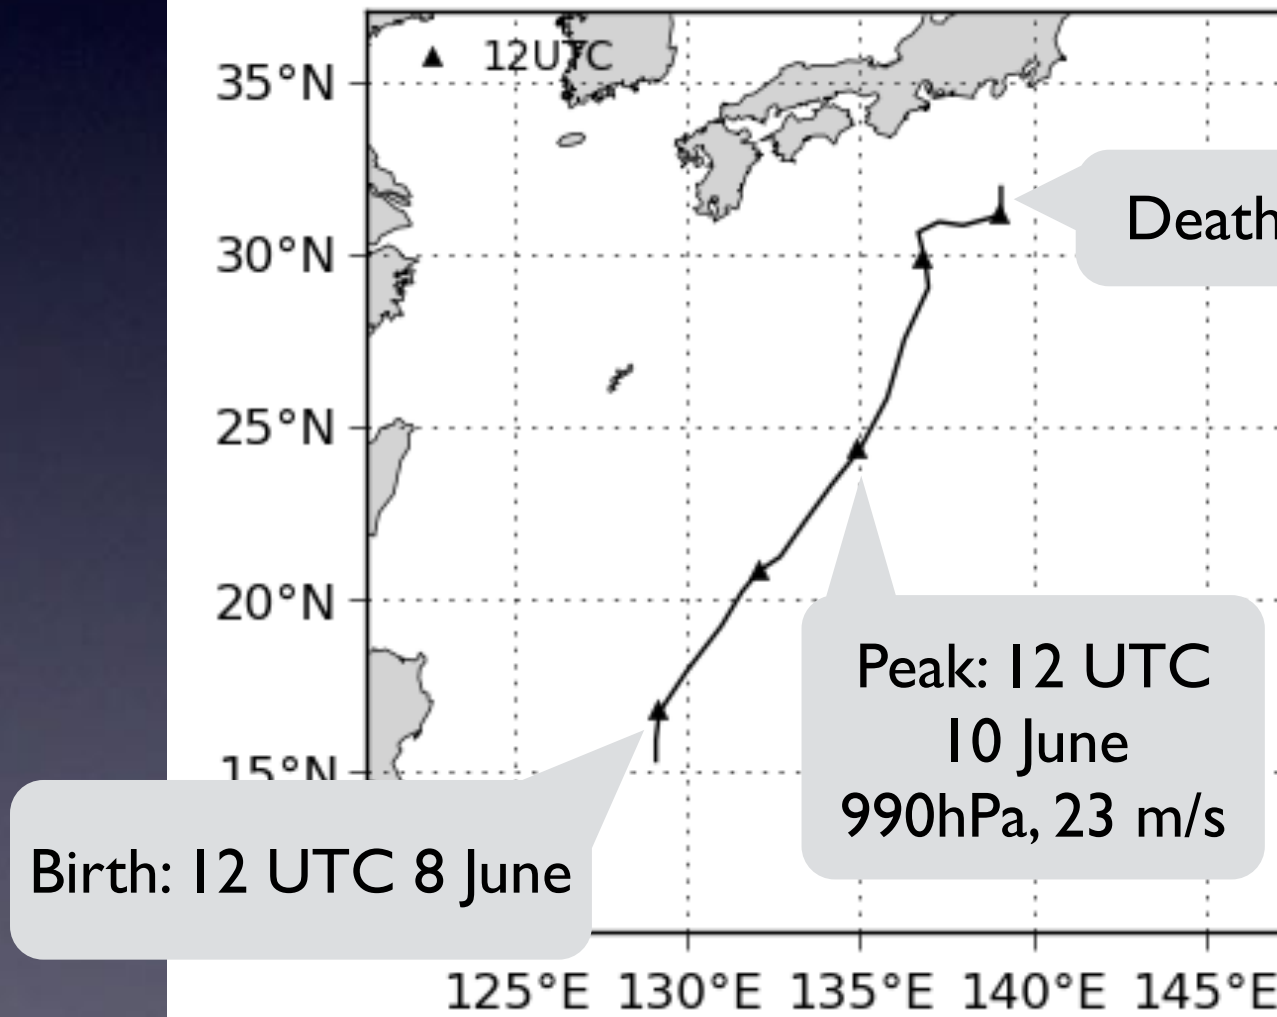 ▲ 12UTC
35°N
30°N
25°N
20°N
15°N
Death
Peak: 12 UTC
10 June
990hPa, 23 m/s
Birth: 12 UTC 8 June
125°E 130°E 135°E 140°E 145°E